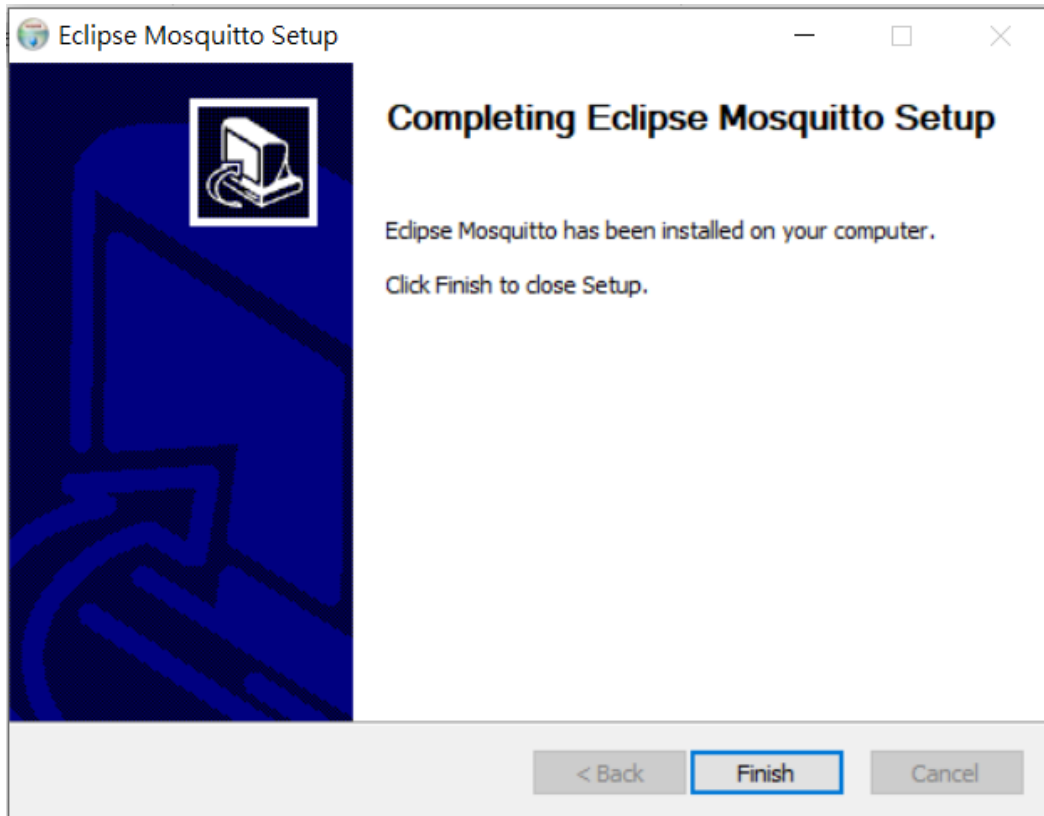 Eclipse Mosquitto Setup
Completing Eclipse Mosquitto Setup
Eclipse Mosquitto has been installed on your computer.
Click Finish to close Setup.
< Back
Finish
Cancel